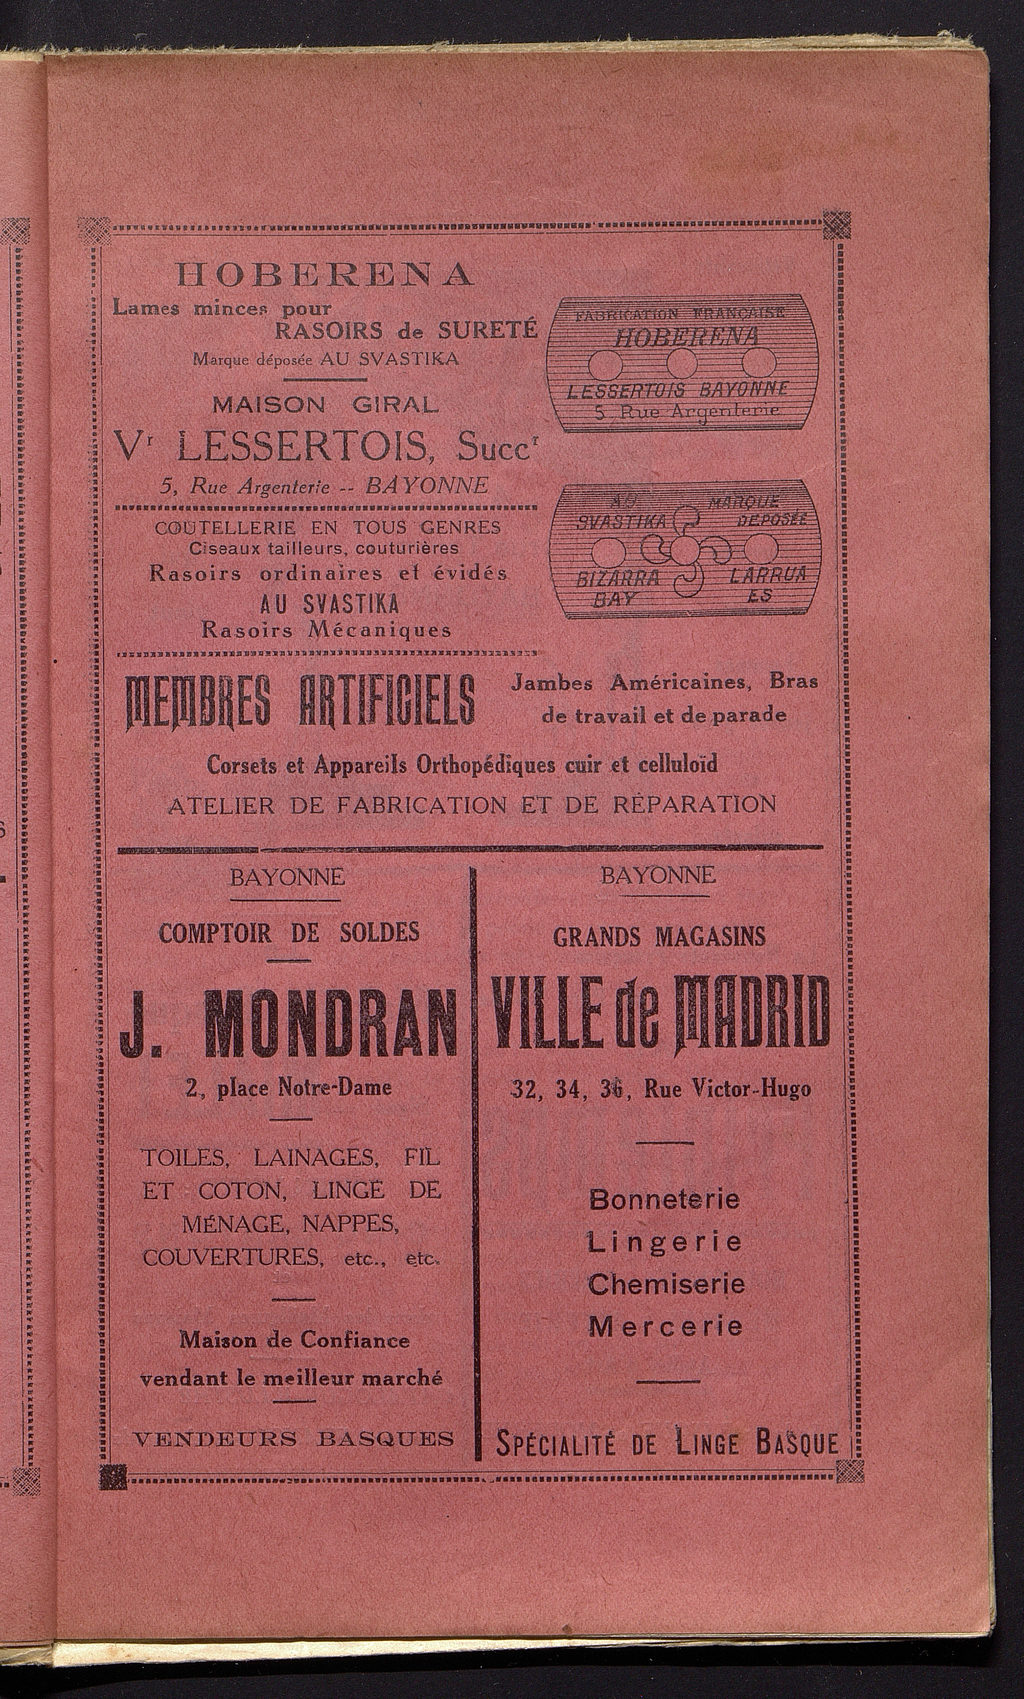 HOBERENA
Lames minces pour
RASOIRS de SURETÉ
Marque déposée AU SVASTIKA
MAISON GIRAL
Vr LESSERTOIS, Succr
5, Rue Argenterie -- BAYONNE
FABRICATION FRANÇAISE
HOBERENA
LESSERTOIS BAYONNE
5 Rue Argenterie
COUTELLERIE EN TOUS GENRES
Ciseaux tailleurs, couturières
Rasoirs ordinaires et évidés
AU SVASTIKA
Rasoirs Mécaniques
AU MARQUE
SVASTIKA DEPOSÉE
BIZARRA LARRUA
BAY ES
MEMBRES ARTIFICIELS
Jambes Américaines, Bras
de travail et de parade
Corsets et Appareils Orthopédiques cuir et celluloïd
ATELIER DE FABRICATION ET DE RÉPARATION
BAYONNE
COMPTOIR DE SOLDES
J. MONDRAN
2, place Notre-Dame
TOILES, LAINAGES, FIL
ET COTON, LINGE DE
MÉNAGE, NAPPES,
COUVERTURES, etc., etc.
Maison de Confiance
vendant le meilleur marché
VENDEURS BASQUES
BAYONNE
GRANDS MAGASINS
VILLE de MADRID
32, 34, 36, Rue Victor-Hugo
Bonneterie
Lingerie
Chemiserie
Mercerie
SPÉCIALITÉ DE LINGE BASQUE